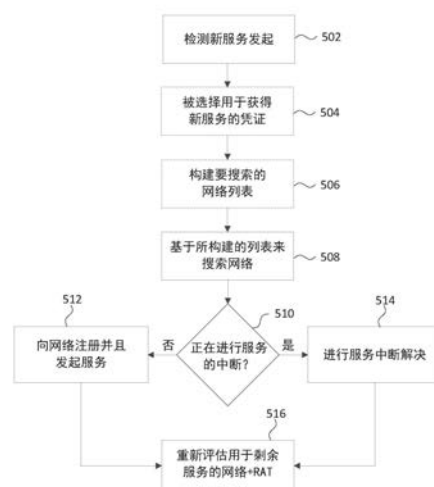 检测新服务发起
502
被选择用于获得
新服务的凭证
504
构建要搜索的
网络列表
506
基于所构建的列表来
搜索网络
508
510
正在进行服务
的中断?
否
是
512
向网络注册并且
发起服务
514
进行服务中断解决
516
重新评估用于剩余
服务的网络+RAT